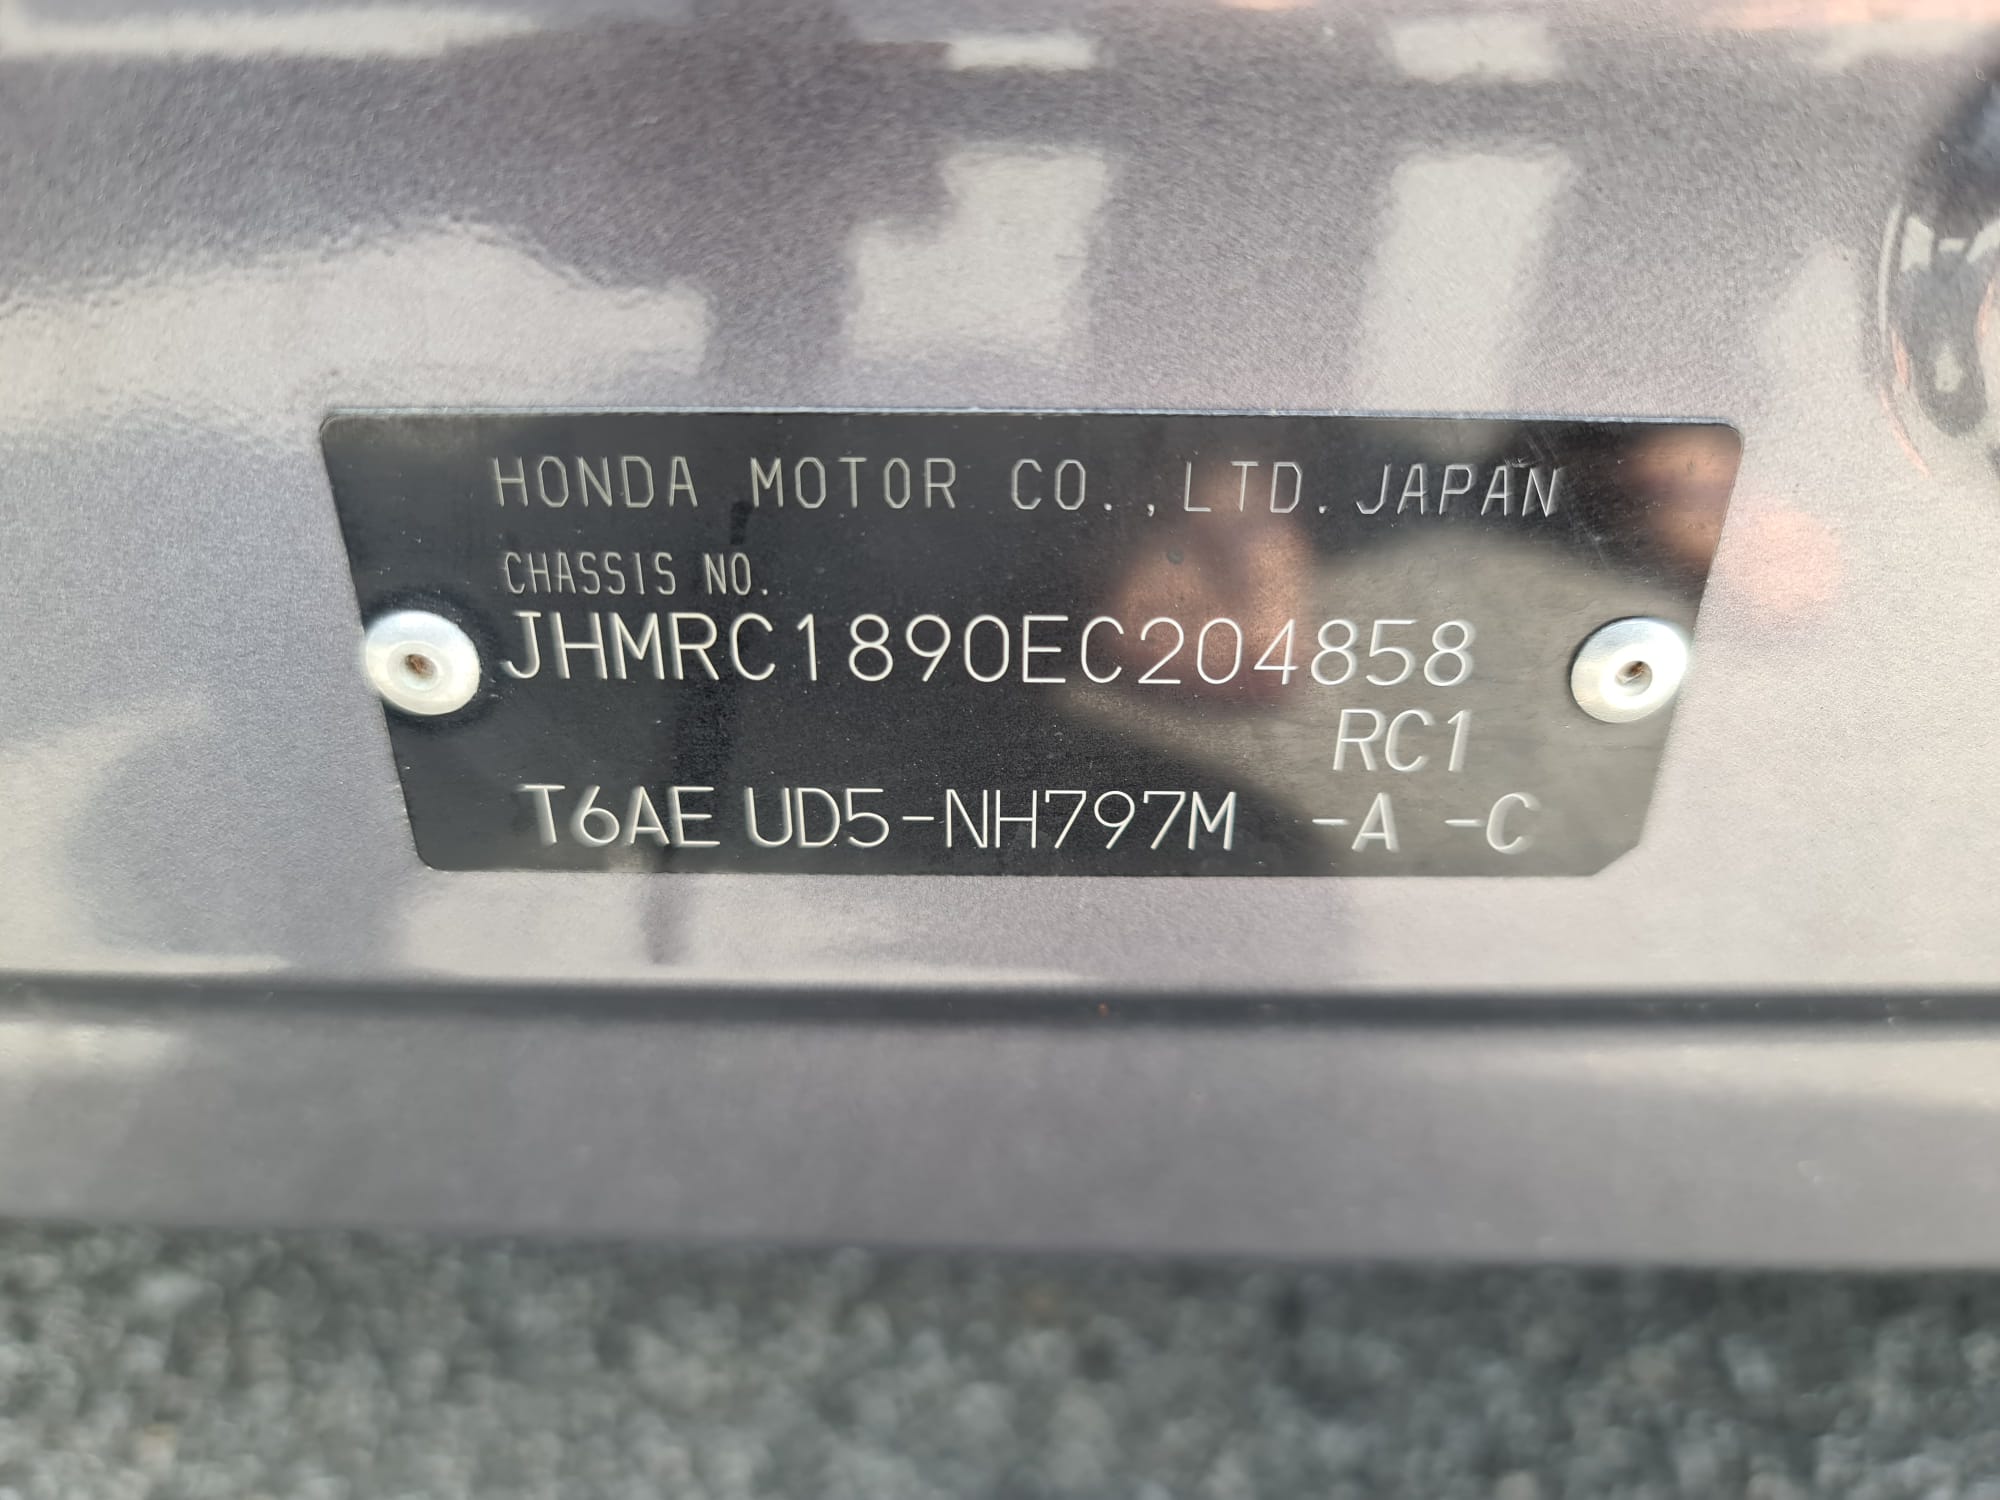 HONDA MOTOR CO.,LTD.JAPAN
CHASSIS NO.
JHMRC1890EC204858
RC1
T6AE UD5-NH797M -A -C